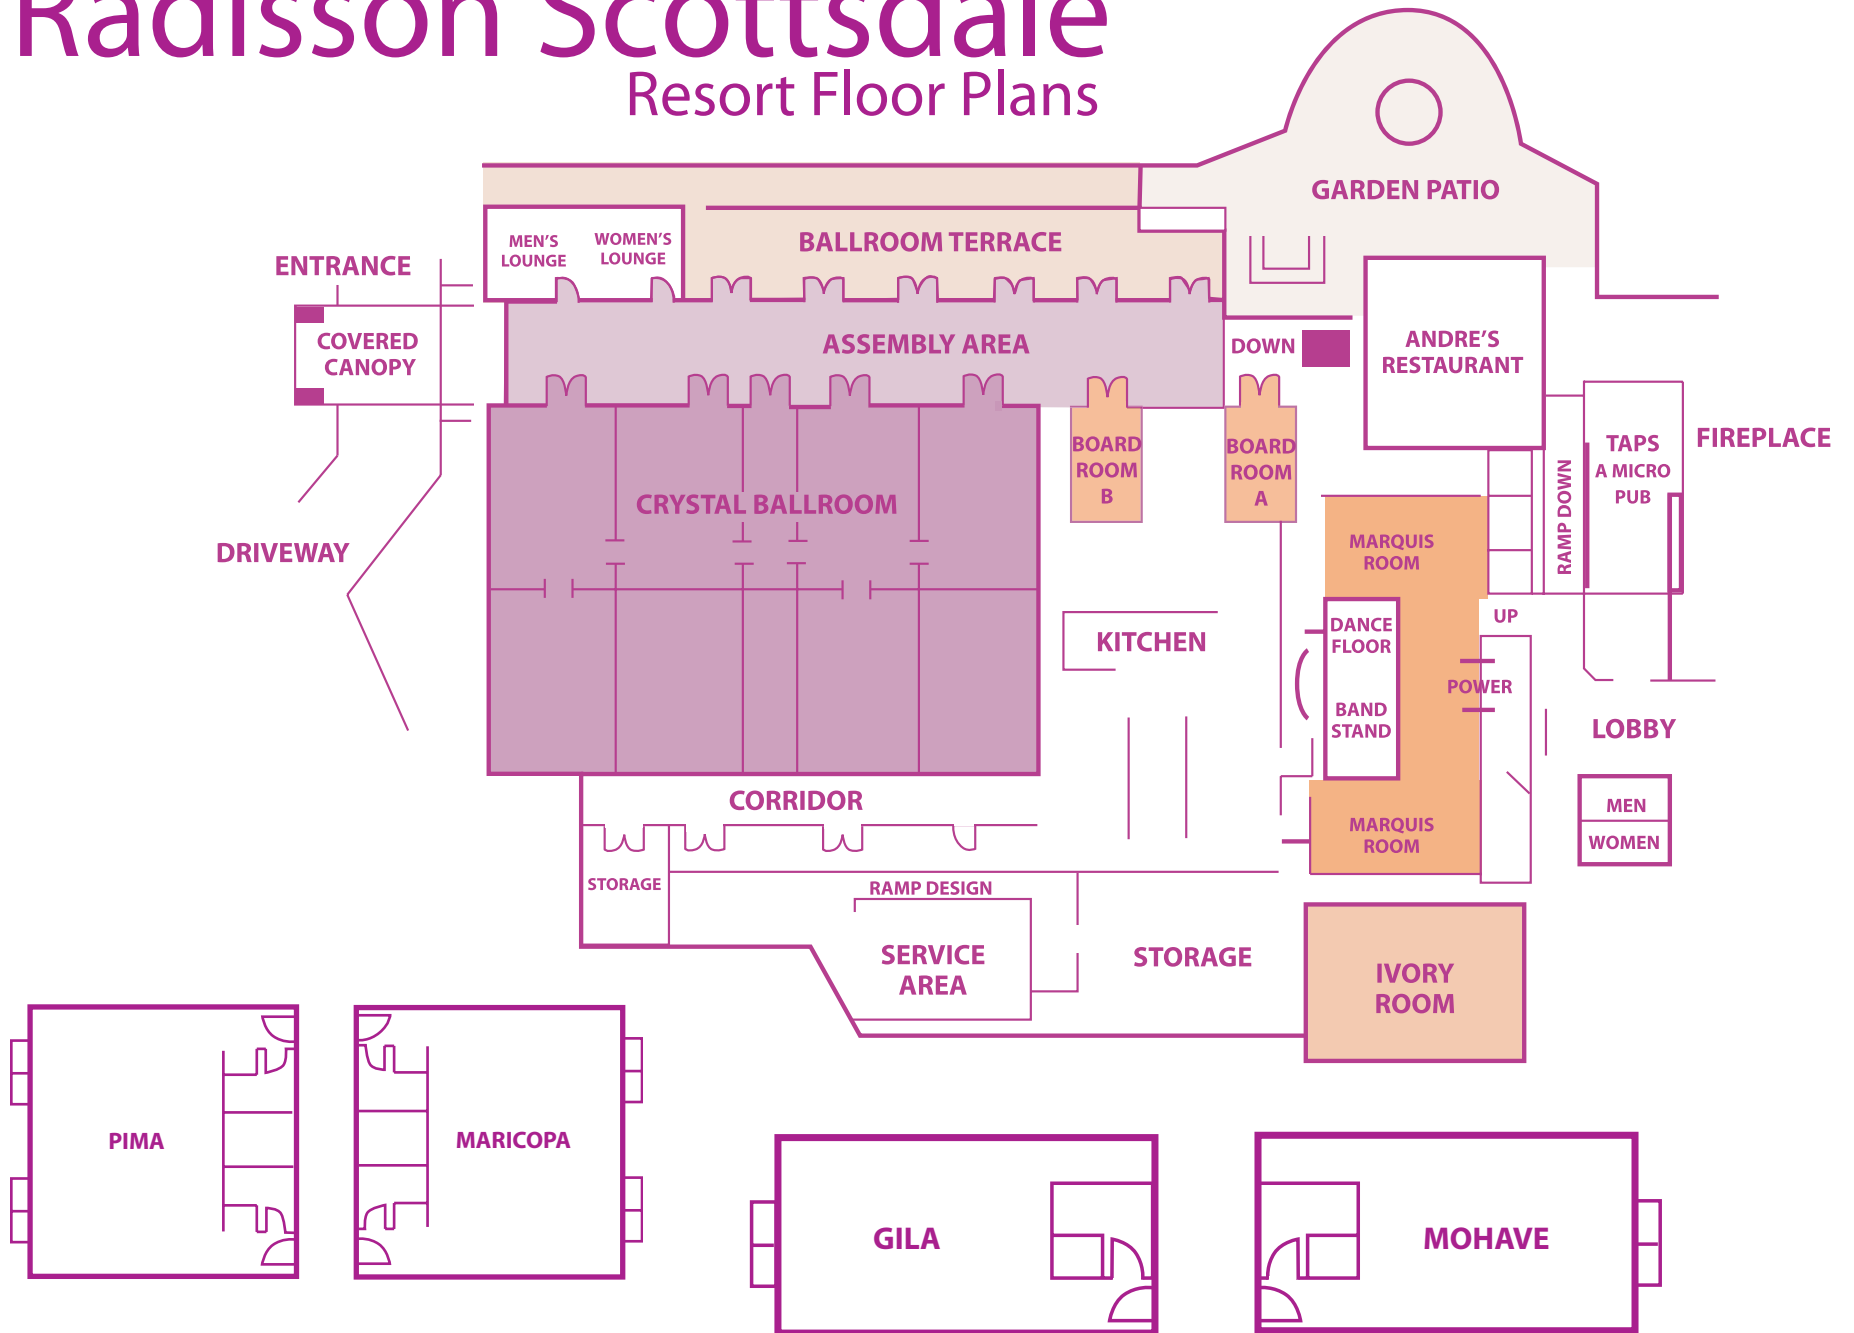 Radisson Scottsdale
Resort Floor Plans
GARDEN PATIO
MEN'S
LOUNGE
WOMEN'S
LOUNGE
BALLROOM TERRACE
ENTRANCE
COVERED
CANOPY
ASSEMBLY AREA
DOWN
ANDRE'S
RESTAURANT
BOARD
ROOM
B
BOARD
ROOM
A
TAPS
A MICRO
PUB
FIREPLACE
RAMP DOWN
CRYSTAL BALLROOM
DRIVEWAY
MARQUIS
ROOM
UP
KITCHEN
DANCE
FLOOR
BAND
STAND
POWER
LOBBY
MEN
WOMEN
CORRIDOR
MARQUIS
ROOM
STORAGE
RAMP DESIGN
SERVICE
AREA
STORAGE
IVORY
ROOM
PIMA
MARICOPA
GILA
MOHAVE